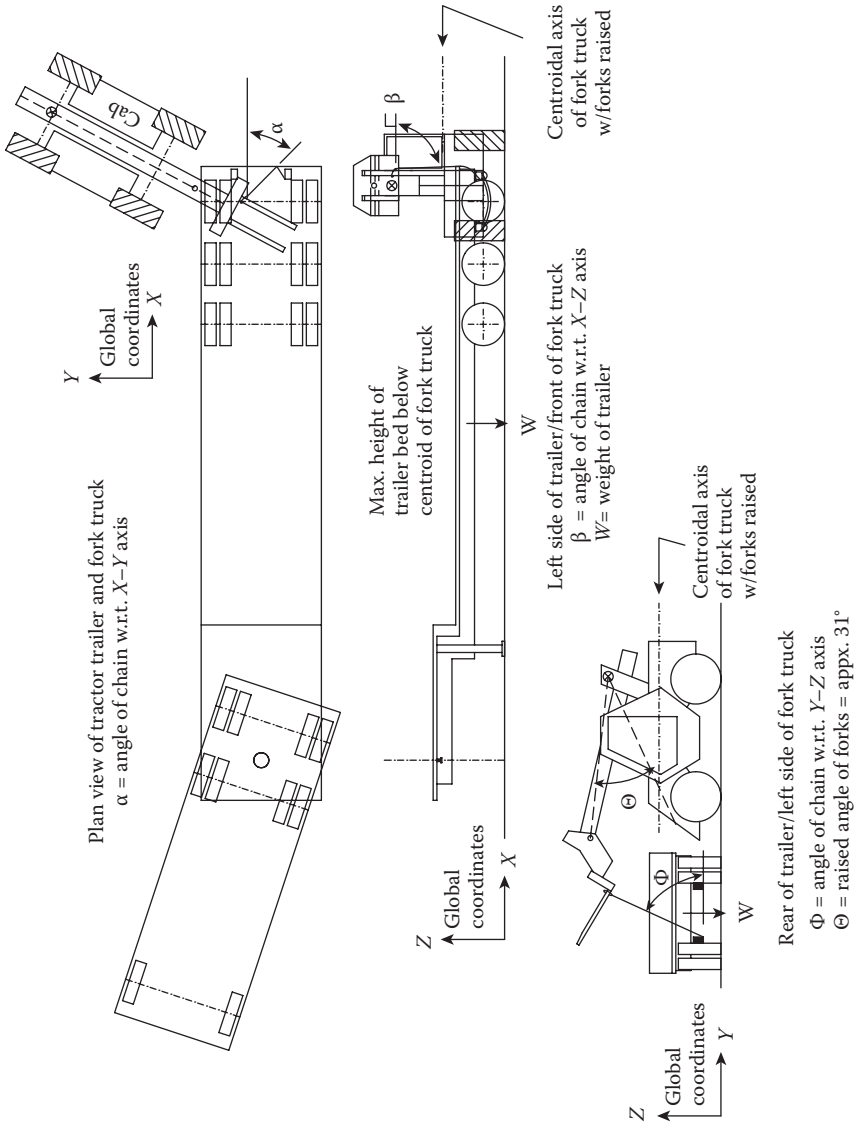 Plan view of tractor trailer and fork truck
α = angle of chain w.r.t. X–Y axis
Y
Global
coordinates
X
Cab
α
Z
Global
coordinates
X
Max. height of
trailer bed below
centroid of fork truck
W
β
Centroidal axis
of fork truck
w/forks raised
Left side of trailer/front of fork truck
β = angle of chain w.r.t. X–Z axis
W = weight of trailer
Z
Global
coordinates
Y
Φ
W
Θ
Centroidal axis
of fork truck
w/forks raised
Rear of trailer/left side of fork truck
Φ = angle of chain w.r.t. Y–Z axis
Θ = raised angle of forks = appx. 31°